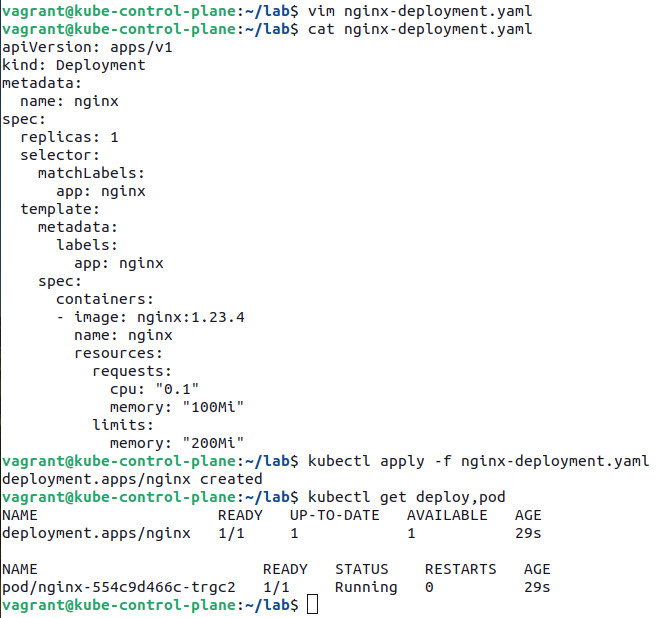 vagrant@kube-control-plane:~/lab$ vim nginx-deployment.yaml
vagrant@kube-control-plane:~/lab$ cat nginx-deployment.yaml
apiVersion: apps/v1
kind: Deployment
metadata:
  name: nginx
spec:
  replicas: 1
  selector:
    matchLabels:
      app: nginx
  template:
    metadata:
      labels:
        app: nginx
    spec:
      containers:
      - image: nginx:1.23.4
        name: nginx
        resources:
          requests:
            cpu: "0.1"
            memory: "100Mi"
          limits:
            memory: "200Mi"
vagrant@kube-control-plane:~/lab$ kubectl apply -f nginx-deployment.yaml
deployment.apps/nginx created
vagrant@kube-control-plane:~/lab$ kubectl get deploy,pod
NAME                    READY   UP-TO-DATE   AVAILABLE   AGE
deployment.apps/nginx   1/1     1            1           29s

NAME                         READY   STATUS    RESTARTS   AGE
pod/nginx-554c9d466c-trgc2   1/1     Running   0          29s
vagrant@kube-control-plane:~/lab$